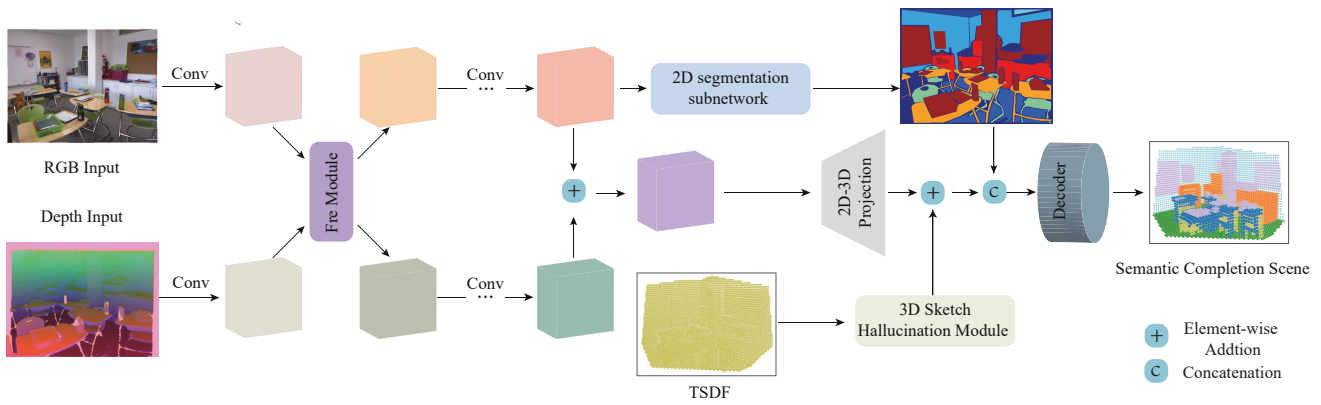 Conv
Conv
...
2D segmentation
subnetwork
RGB Input
Fre Module
+
2D-3D
Projection
+
C
Decoder
Depth Input
Conv
Conv
...
Semantic Completion Scene
3D Sketch
Hallucination Module
TSDF
+
Element-wise
Addtion
C
Concatenation